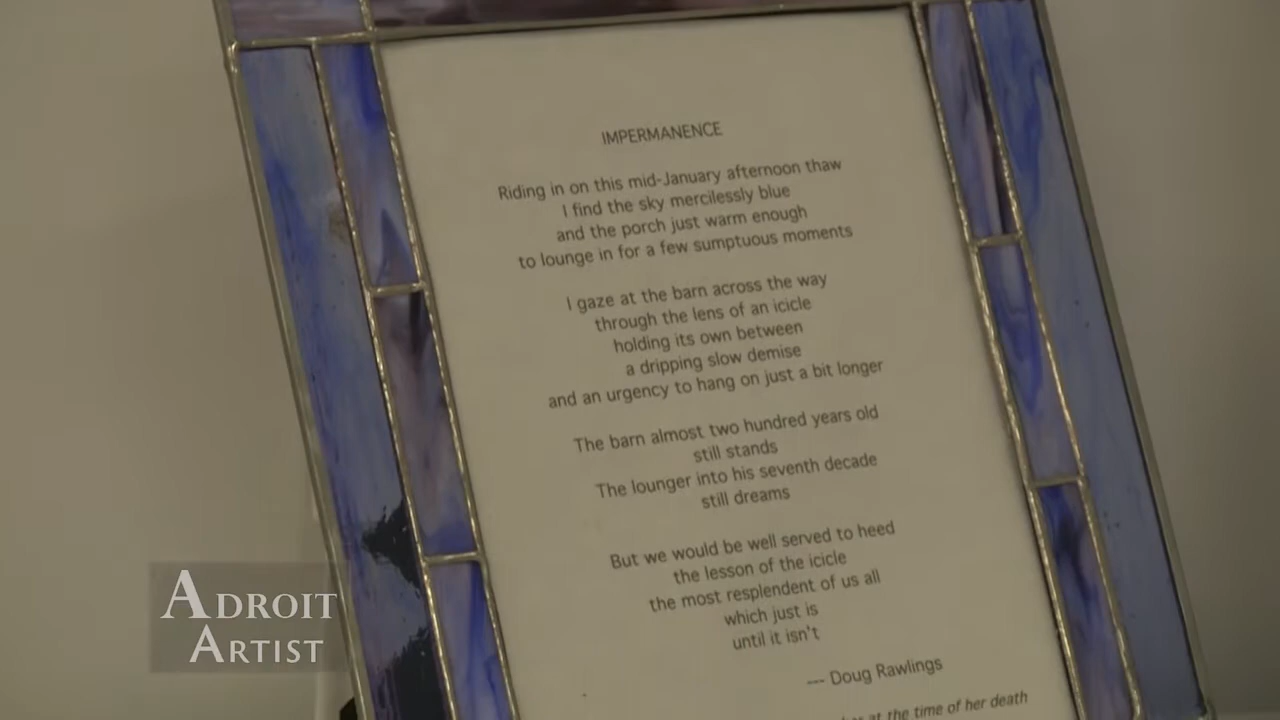 IMPERMANENCE
Riding in on this mid-January afternoon thaw
I find the sky mercilessly blue
and the porch just warm enough
to lounge in for a few sumptuous moments
I gaze at the barn across the way
through the lens of an icicle
holding its own between
a dripping slow demise
and an urgency to hang on just a bit longer
The barn almost two hundred years old
still stands
The lounger into his seventh decade
still dreams
But we would be well served to heed
the lesson of the icicle
the most resplendent of us all
which just is
until it isn't
--- Doug Rawlings
at the time of her death
ADROIT
ARTIST